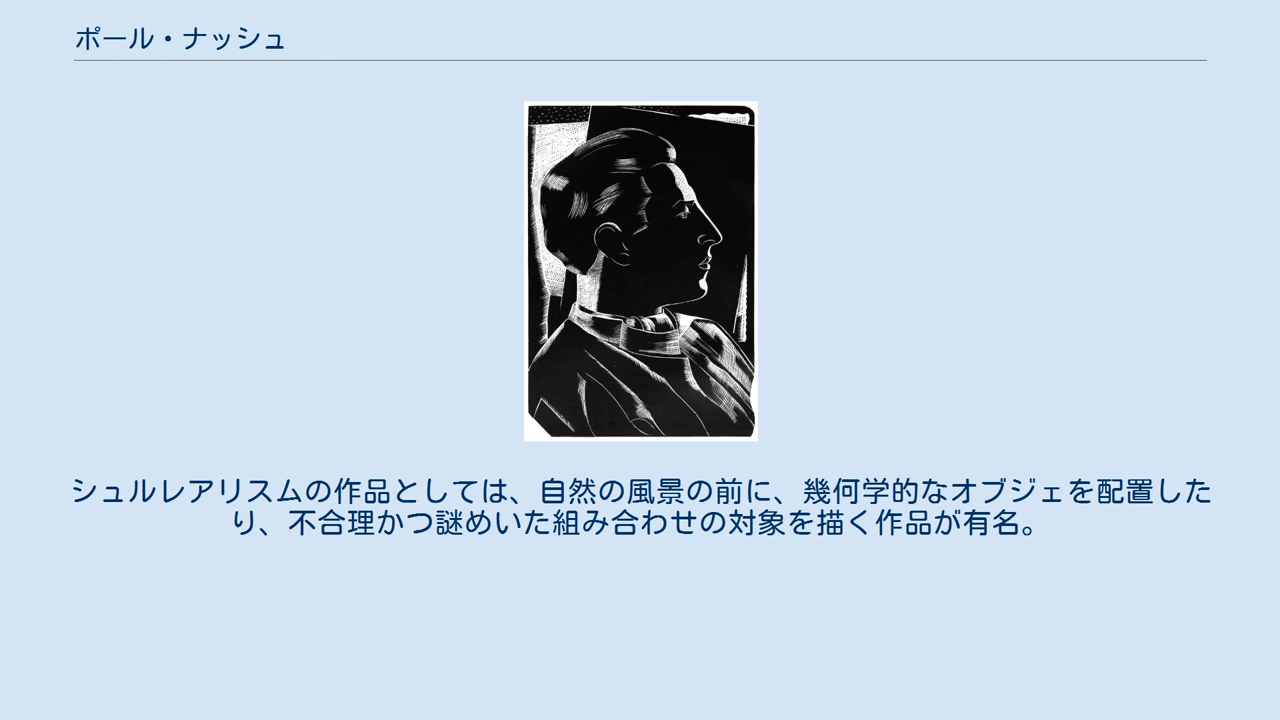 ポール・ナッシュ
シュルレアリスムの作品としては、自然の風景の前に、幾何学的なオブジェを配置した
り、不合理かつ謎めいた組み合わせの対象を描く作品が有名。